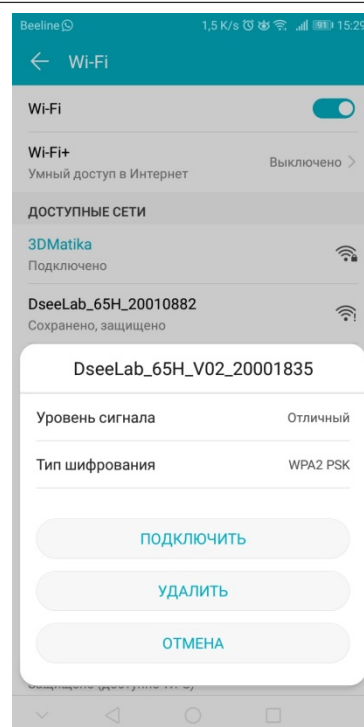 Beeline 1,5 K/s 91 15:29
Wi-Fi
Wi-Fi
Wi-Fi+
Умный доступ в Интернет
Выключено
ДОСТУПНЫЕ СЕТИ
3DMatika
Подключено
DseeLab_65H_20010882
Сохранено, защищено
DseeLab_65H_V02_20001835
Уровень сигнала Отличный
Тип шифрования WPA2 PSK
ПОДКЛЮЧИТЬ
УДАЛИТЬ
ОТМЕНА